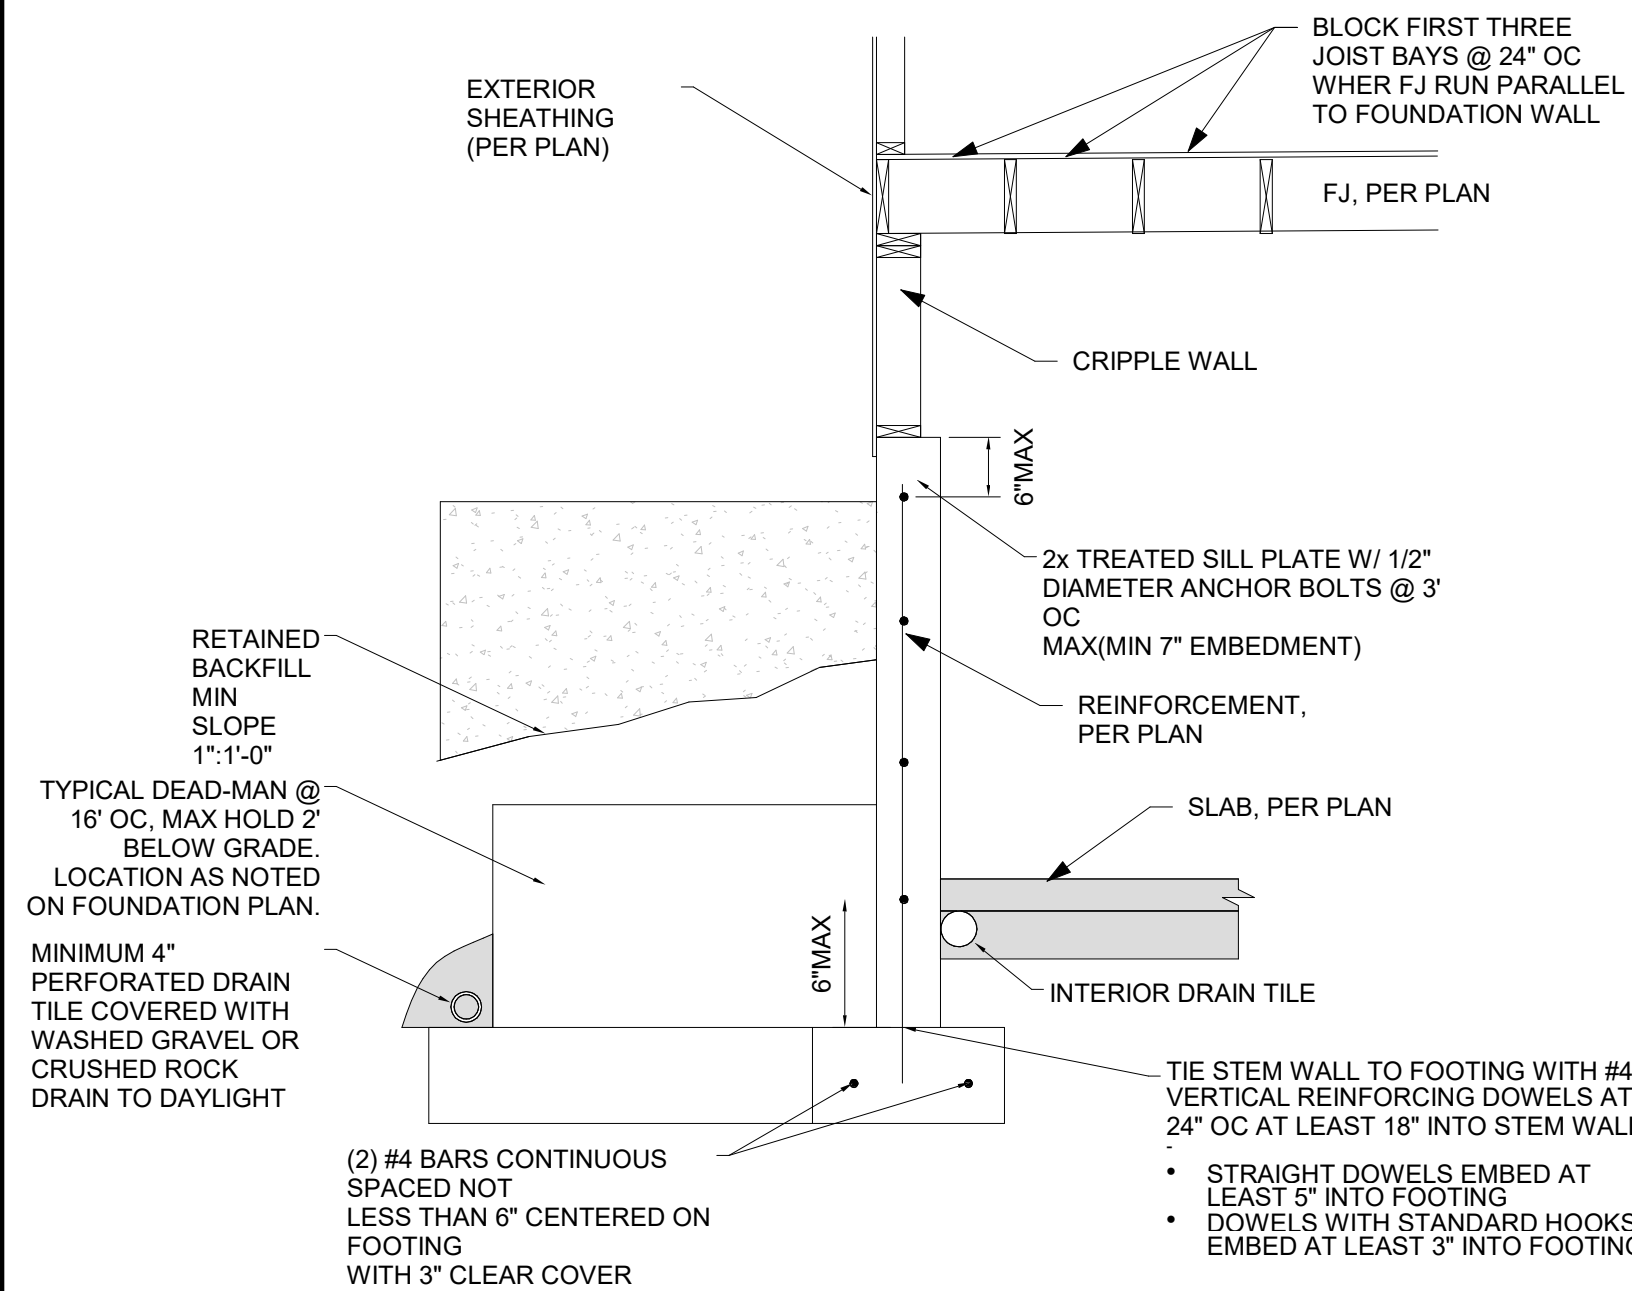 BLOCK FIRST THREE
JOIST BAYS @ 24" OC
WHER FJ RUN PARALLEL
TO FOUNDATION WALL
EXTERIOR
SHEATHING
(PER PLAN)
FJ, PER PLAN
CRIPPLE WALL
6"MAX
2x TREATED SILL PLATE W/ 1/2"
DIAMETER ANCHOR BOLTS @ 3'
OC
MAX(MIN 7" EMBEDMENT)
RETAINED
BACKFILL
MIN
SLOPE
1":1'-0"
REINFORCEMENT,
PER PLAN
TYPICAL DEAD-MAN @
16' OC, MAX HOLD 2'
BELOW GRADE.
LOCATION AS NOTED
ON FOUNDATION PLAN.
SLAB, PER PLAN
MINIMUM 4"
PERFORATED DRAIN
TILE COVERED WITH
WASHED GRAVEL OR
CRUSHED ROCK
DRAIN TO DAYLIGHT
6"MAX
INTERIOR DRAIN TILE
TIE STEM WALL TO FOOTING WITH #4
VERTICAL REINFORCING DOWELS AT
24" OC AT LEAST 18" INTO STEM WALL
-
• STRAIGHT DOWELS EMBED AT
LEAST 5" INTO FOOTING
• DOWELS WITH STANDARD HOOKS
EMBED AT LEAST 3" INTO FOOTING
(2) #4 BARS CONTINUOUS
SPACED NOT
LESS THAN 6" CENTERED ON
FOOTING
WITH 3" CLEAR COVER